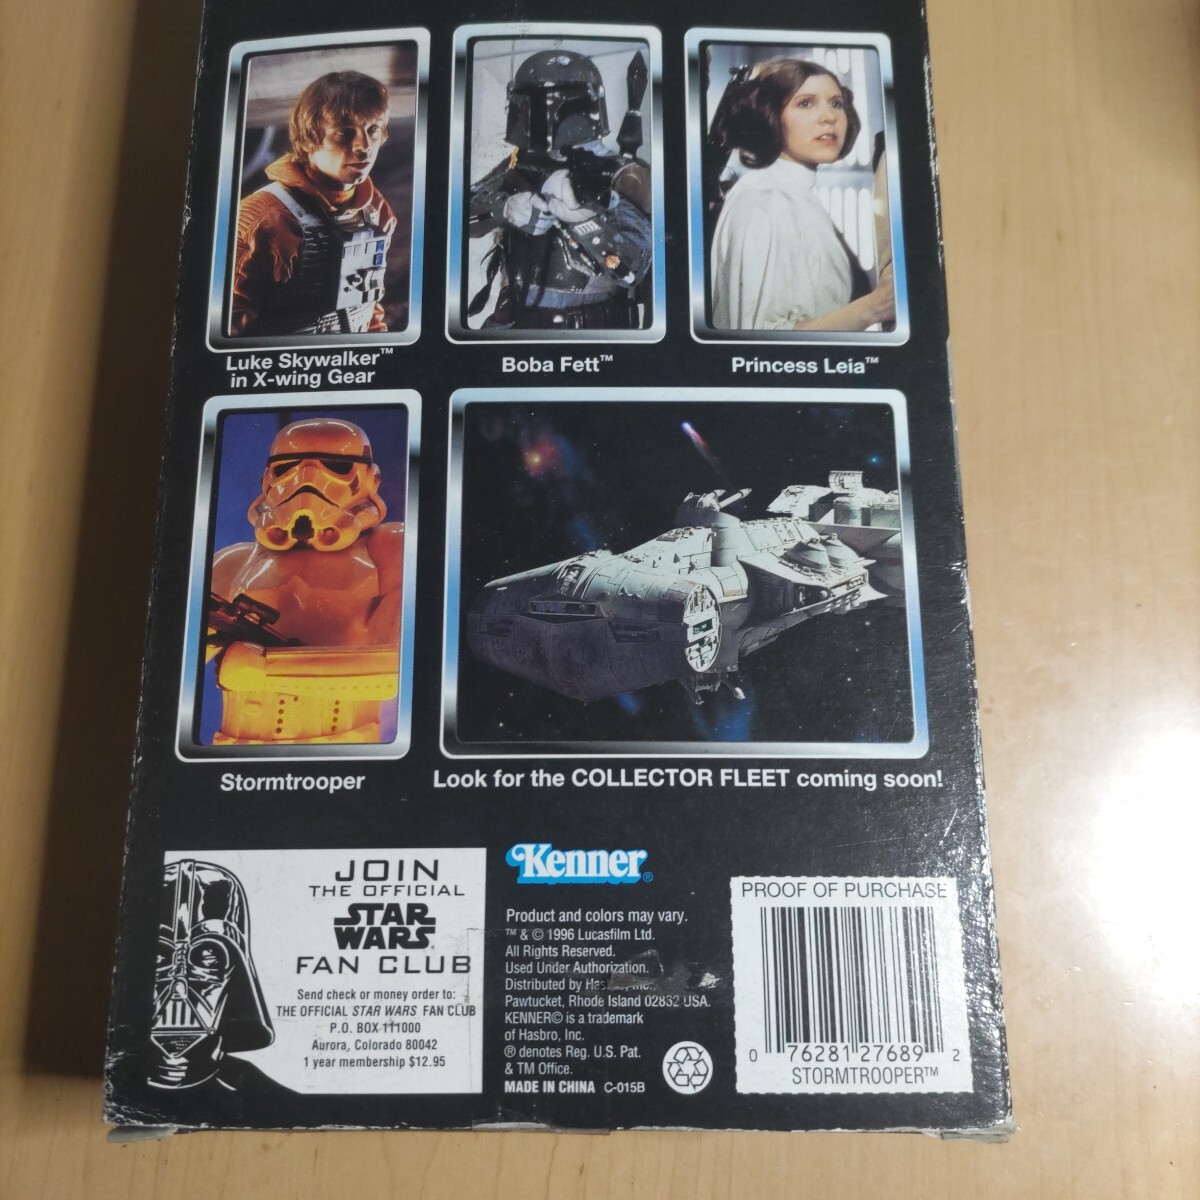 Luke Skywalker™
in X-wing Gear
Boba Fett™
Princess Leia™
Stormtrooper
Look for the COLLECTOR FLEET coming soon!
JOIN
THE OFFICIAL
STAR
WARS
FAN CLUB
Send check or money order to:
THE OFFICIAL STAR WARS FAN CLUB
P.O. BOX 111000
Aurora, Colorado 80042
1 year membership $12.95
Kenner®
Product and colors may vary.
™ & © 1996 Lucasfilm Ltd.
All Rights Reserved.
Used Under Authorization.
Distributed by Hasbro, Inc.,
Pawtucket, Rhode Island 02832 USA.
KENNER® is a trademark
of Hasbro, Inc.
® denotes Reg. U.S. Pat.
& TM Office.
MADE IN CHINA C-015B
PROOF OF PURCHASE
0 76281 27689 2
STORMTROOPER™